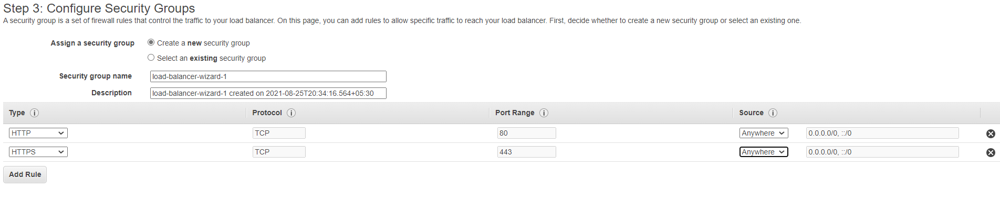 Step 3: Configure Security Groups
A security group is a set of firewall rules that control the traffic to your load balancer. On this page, you can add rules to allow specific traffic to reach your load balancer. First, decide whether to create a new security group or select an existing one.
Assign a security group Create a new security group
Select an existing security group
Security group name load-balancer-wizard-1
Description load-balancer-wizard-1 created on 2021-08-25T20:34:16.564+05:30
Type i Protocol i Port Range i Source i
HTTP TCP 80 Anywhere 0.0.0.0/0, ::/0
HTTPS TCP 443 Anywhere 0.0.0.0/0, ::/0
Add Rule